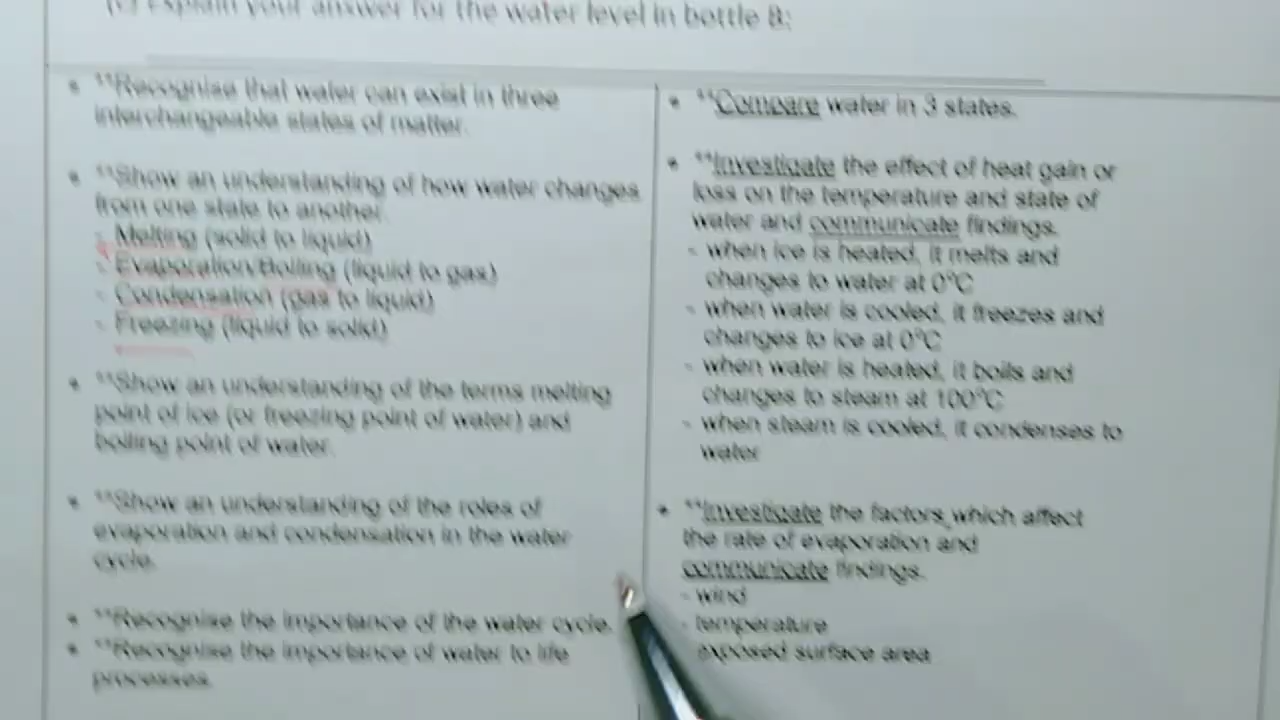 (c) Explain your answer for the water level in bottle B:
• **Recognise that water can exist in three
interchangeable states of matter.
• **Show an understanding of how water changes
from one state to another.
- Melting (solid to liquid)
- Evaporation/Boiling (liquid to gas)
- Condensation (gas to liquid)
- Freezing (liquid to solid)
• **Show an understanding of the terms melting
point of ice (or freezing point of water) and
boiling point of water.
• **Show an understanding of the roles of
evaporation and condensation in the water
cycle.
• **Recognise the importance of the water cycle.
• **Recognise the importance of water to life
processes.
• **Compare water in 3 states.
• **Investigate the effect of heat gain or
loss on the temperature and state of
water and communicate findings.
- when ice is heated, it melts and
changes to water at 0°C
- when water is cooled, it freezes and
changes to ice at 0°C
- when water is heated, it boils and
changes to steam at 100°C
- when steam is cooled, it condenses to
water
• **Investigate the factors which affect
the rate of evaporation and
communicate findings.
- wind
- temperature
exposed surface area